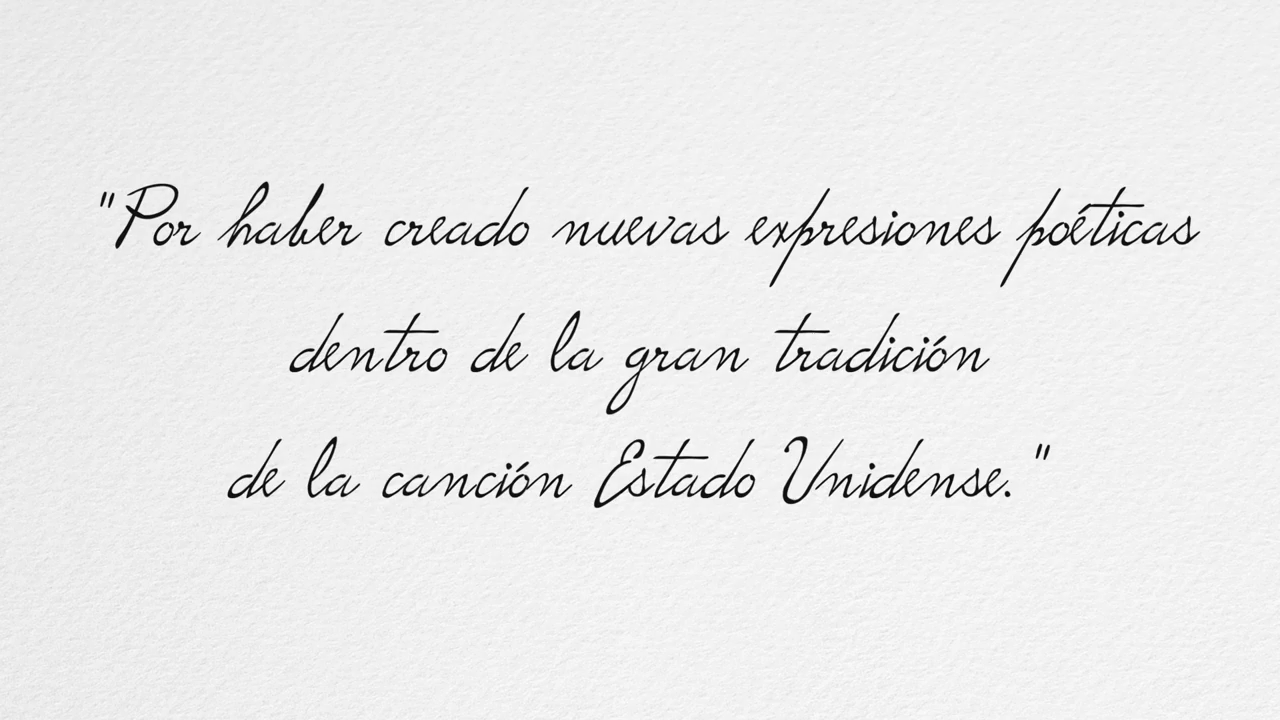 "Por haber creado nuevas expresiones poéticas
dentro de la gran tradición
de la canción Estado Unidense."